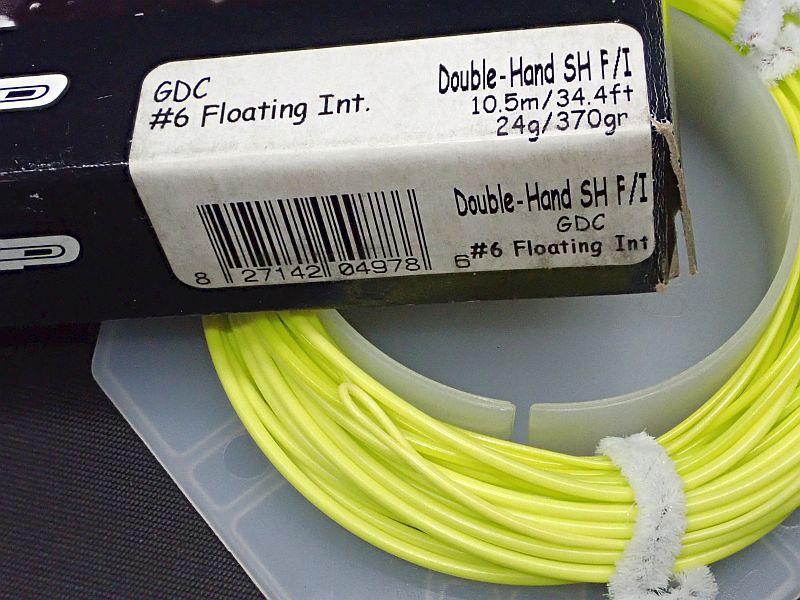 GDC
#6 Floating Int.
Double-Hand SH F/I
10.5m/34.4ft
24g/370gr
Double-Hand SH F/I
GDC
#6 Floating Int
8 27142 04978 6